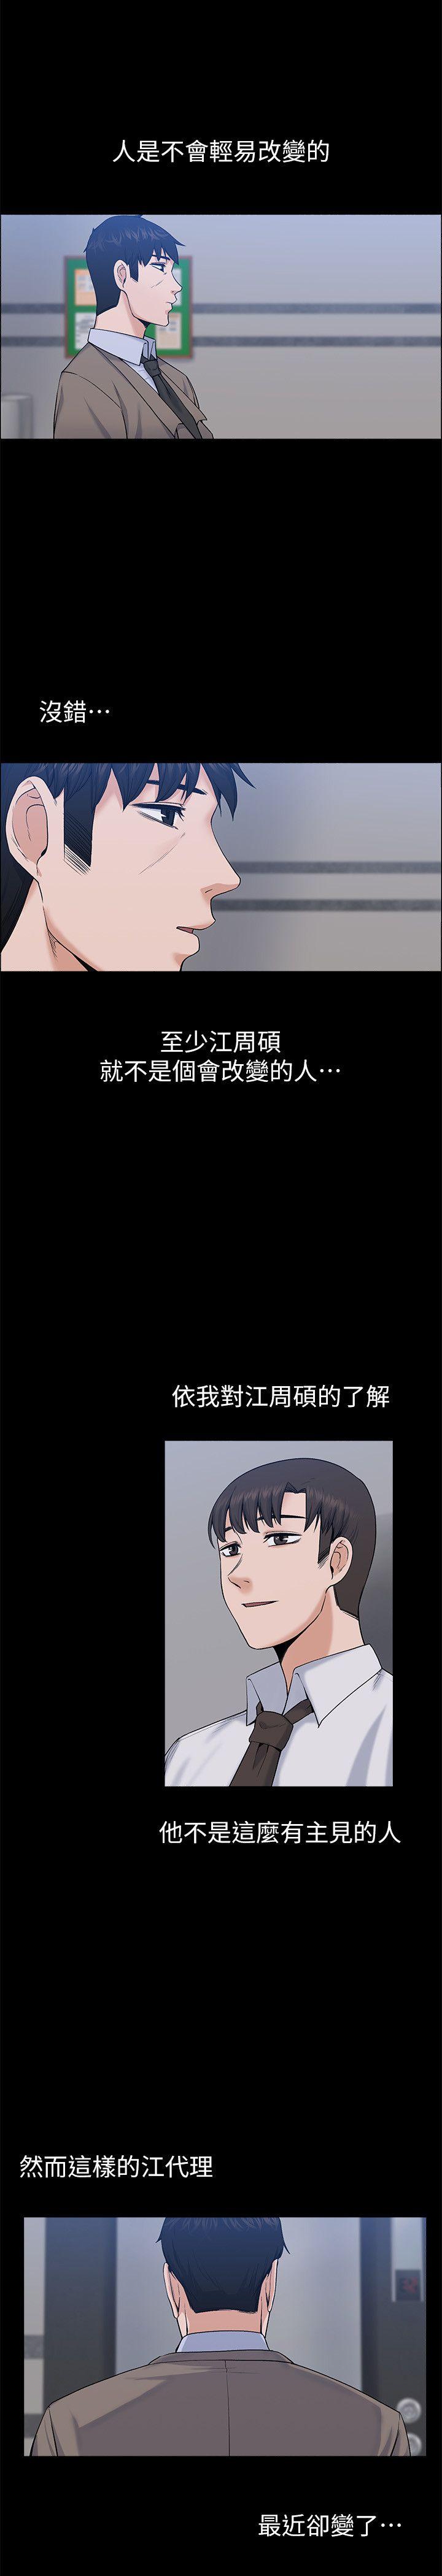 人是不會輕易改變的
沒錯⋯
至少江周碩
就不是個會改變的人⋯
依我對江周碩的了解
他不是這麼有主見的人
然而這樣的江代理
最近卻變了⋯